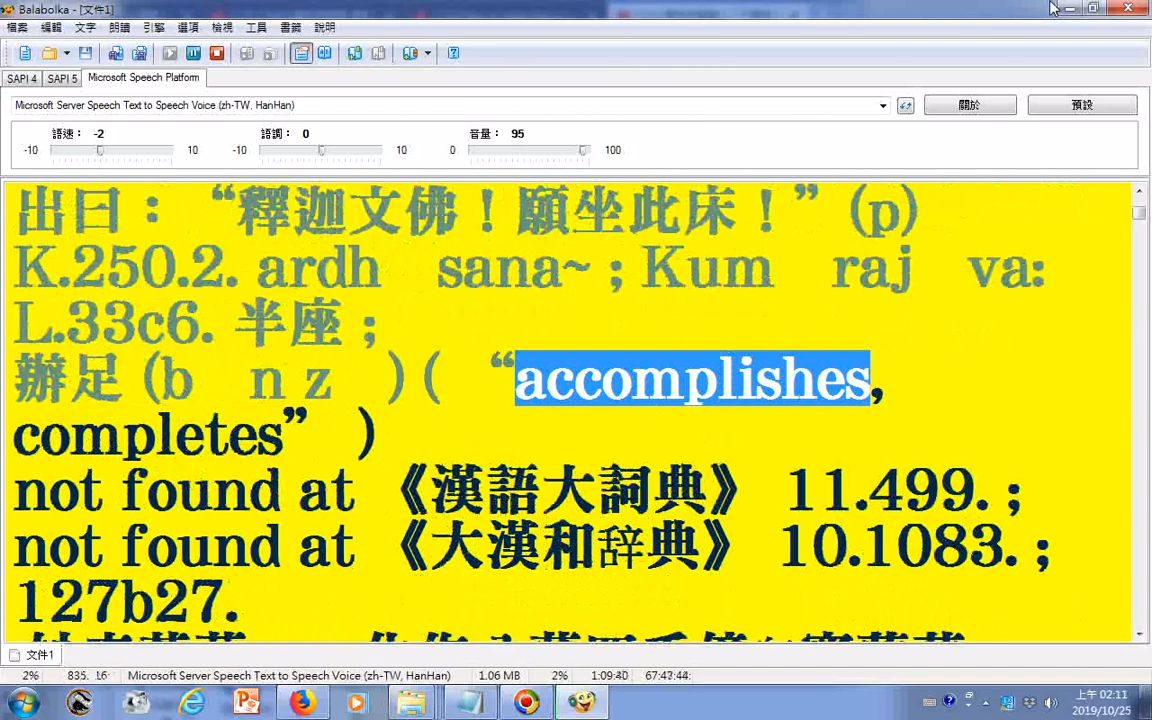 Balabolka - [文件1]
檔案 編輯 文字 朗讀 引擎 選項 檢視 工具 書籤 說明
SAPI 4 SAPI 5 Microsoft Speech Platform
Microsoft Server Speech Text to Speech Voice (zh-TW, HanHan) 關於 預設
語速： -2 語調： 0 音量： 95
-10 10 -10 10 0 100
出曰：“釋迦文佛！願坐此床！”(p)
K.250.2. ardh sana~ ; Kum raj va:
L.33c6. 半座 ;
辦足 (b n z ) ( “accomplishes,
completes” )
not found at 《漢語大詞典》 11.499. ;
not found at 《大漢和辞典》 10.1083. ;
127b27.
文件1
2% 835. 16 Microsoft Server Speech Text to Speech Voice (zh-TW, HanHan) 1.06 MB 2% 1:09:40 67:43:44
上午 02:11
2019/10/25